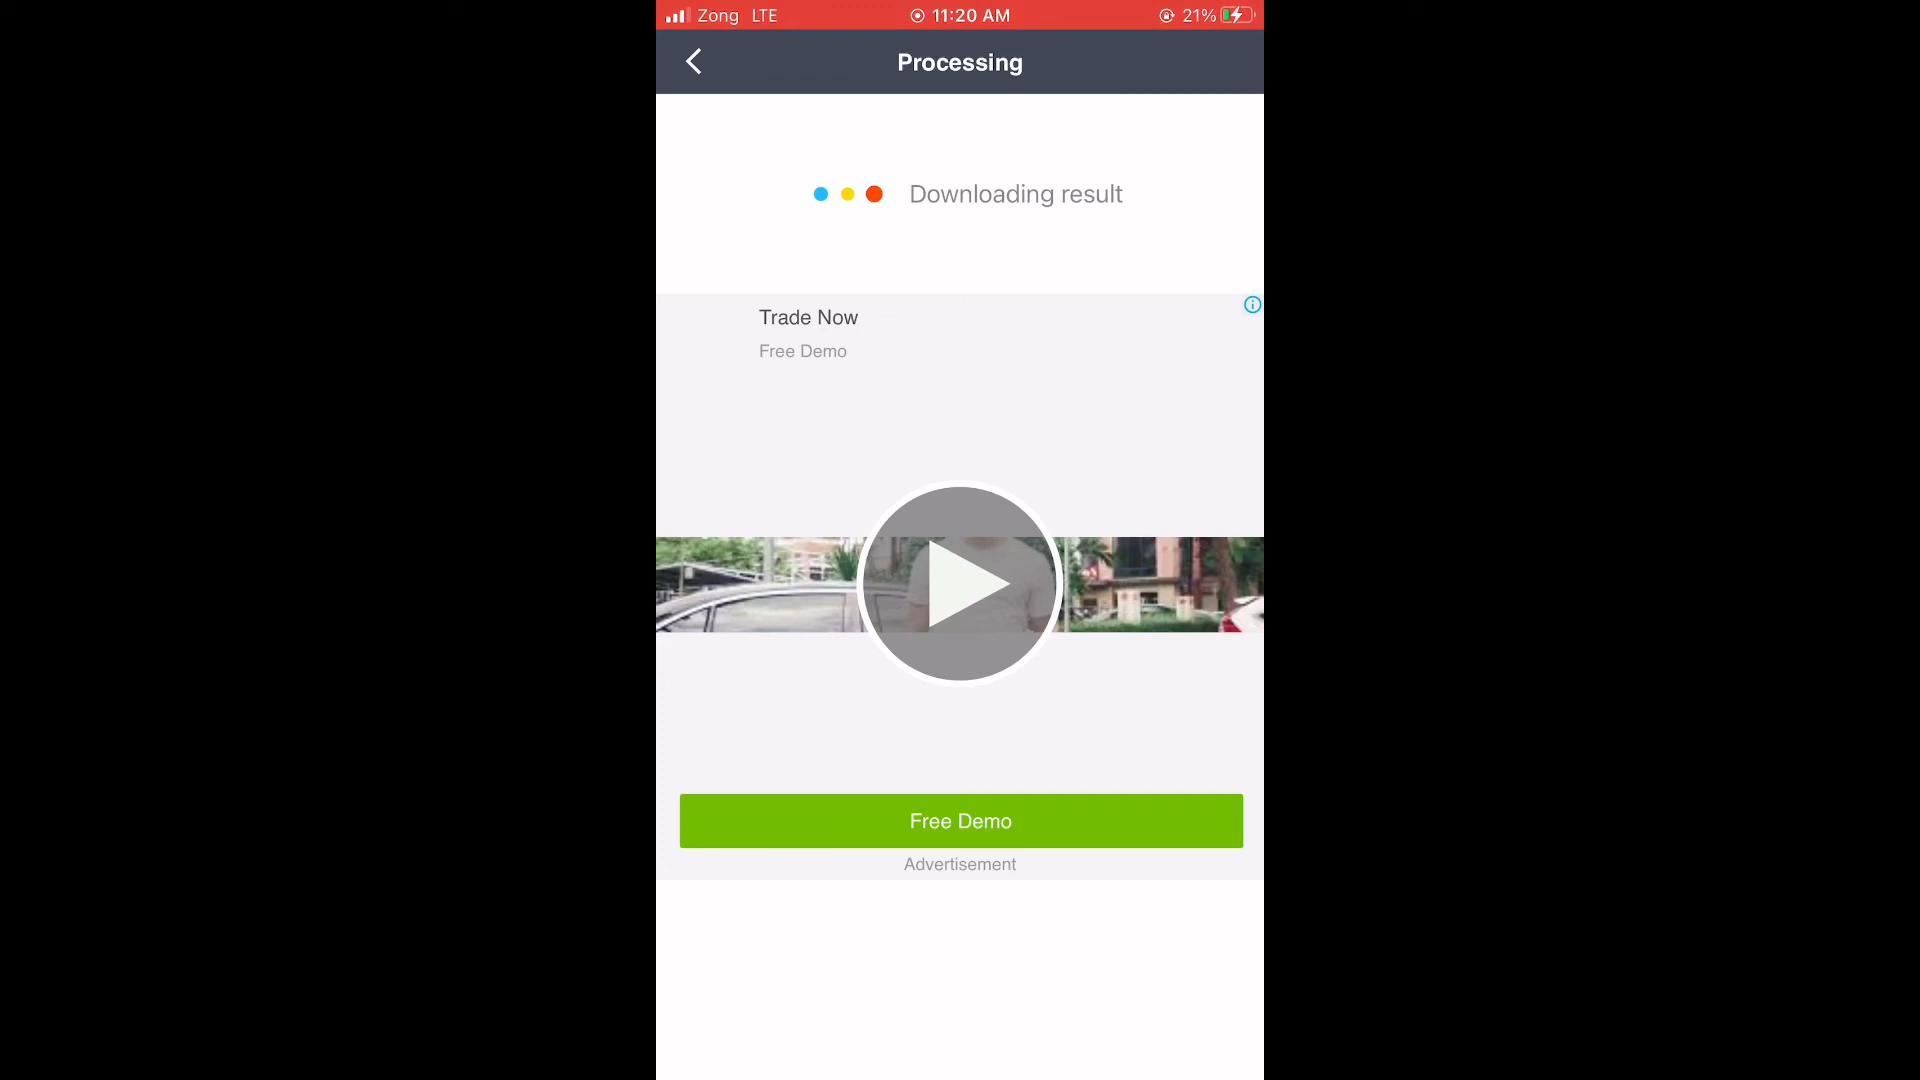 Zong LTE 11:20 AM 21%
Processing
Downloading result
Trade Now
Free Demo
Free Demo
Advertisement